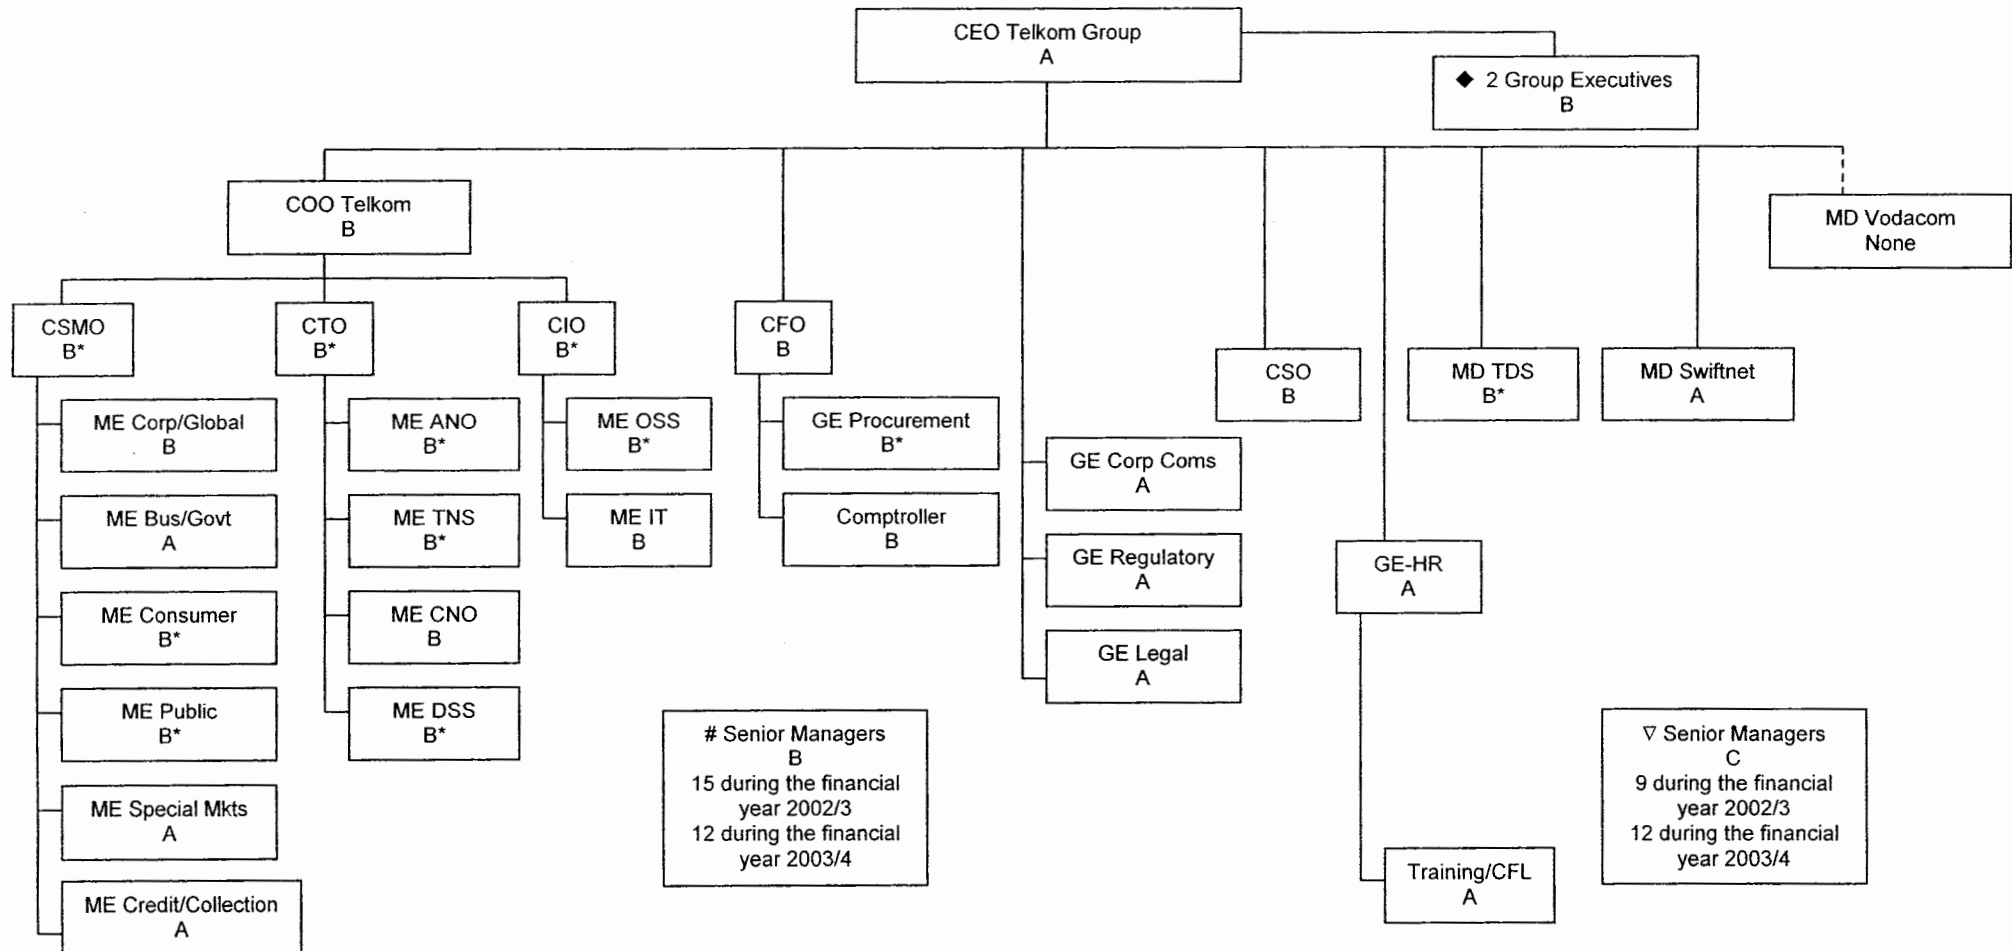 CEO Telkom Group
A
◆ 2 Group Executives
B
COO Telkom
B
MD Vodacom
None
CSMO
B*
CTO
B*
CIO
B*
CFO
B
CSO
B
MD TDS
B*
MD Swiftnet
A
ME Corp/Global
B
ME Bus/Govt
A
ME Consumer
B*
ME Public
B*
ME Special Mkts
A
ME Credit/Collection
A
ME ANO
B*
ME TNS
B*
ME CNO
B
ME DSS
B*
ME OSS
B*
ME IT
B
GE Procurement
B*
Comptroller
B
GE Corp Coms
A
GE Regulatory
A
GE Legal
A
GE-HR
A
Training/CFL
A
# Senior Managers
B
15 during the financial
year 2002/3
12 during the financial
year 2003/4
∇ Senior Managers
C
9 during the financial
year 2002/3
12 during the financial
year 2003/4